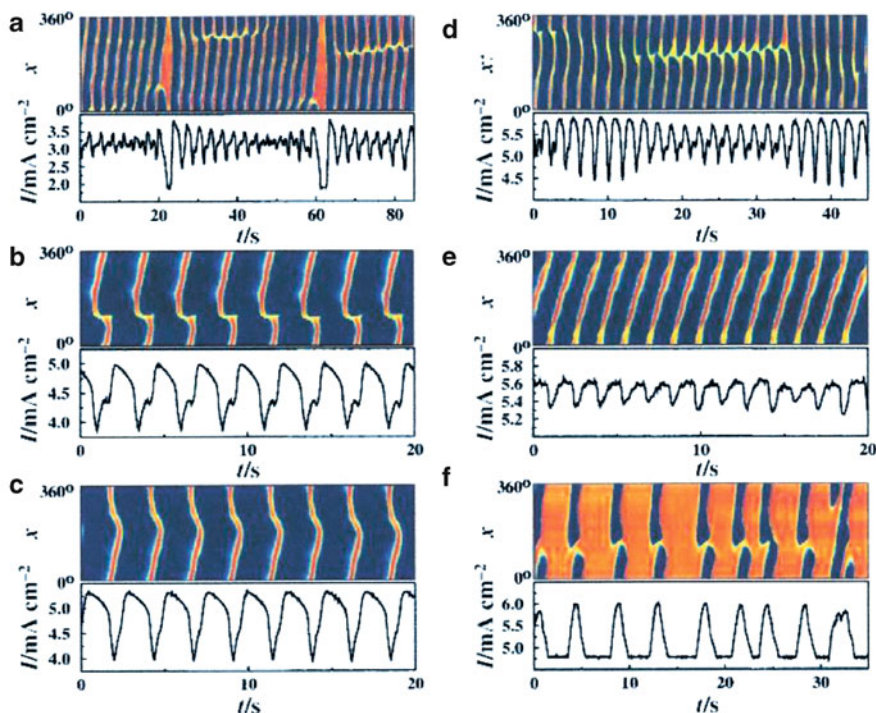 a
360°
x
0°
I/mA cm⁻²
3.5
3.0
2.5
2.0
0 20 40 60 80
t/s
b
360°
x
0°
I/mA cm⁻²
5.0
4.5
4.0
0 10 20
t/s
c
360°
x
0°
I/mA cm⁻²
5.0
4.0
0 10 20
t/s
d
360°
x
0°
I/mA cm⁻²
5.5
5.0
4.5
0 10 20 30 40
t/s
e
360°
x
0°
I/mA cm⁻²
5.8
5.6
5.4
5.2
0 10 20
t/s
f
360°
x
0°
I/mA cm⁻²
6.0
5.5
5.0
0 10 20 30
t/s